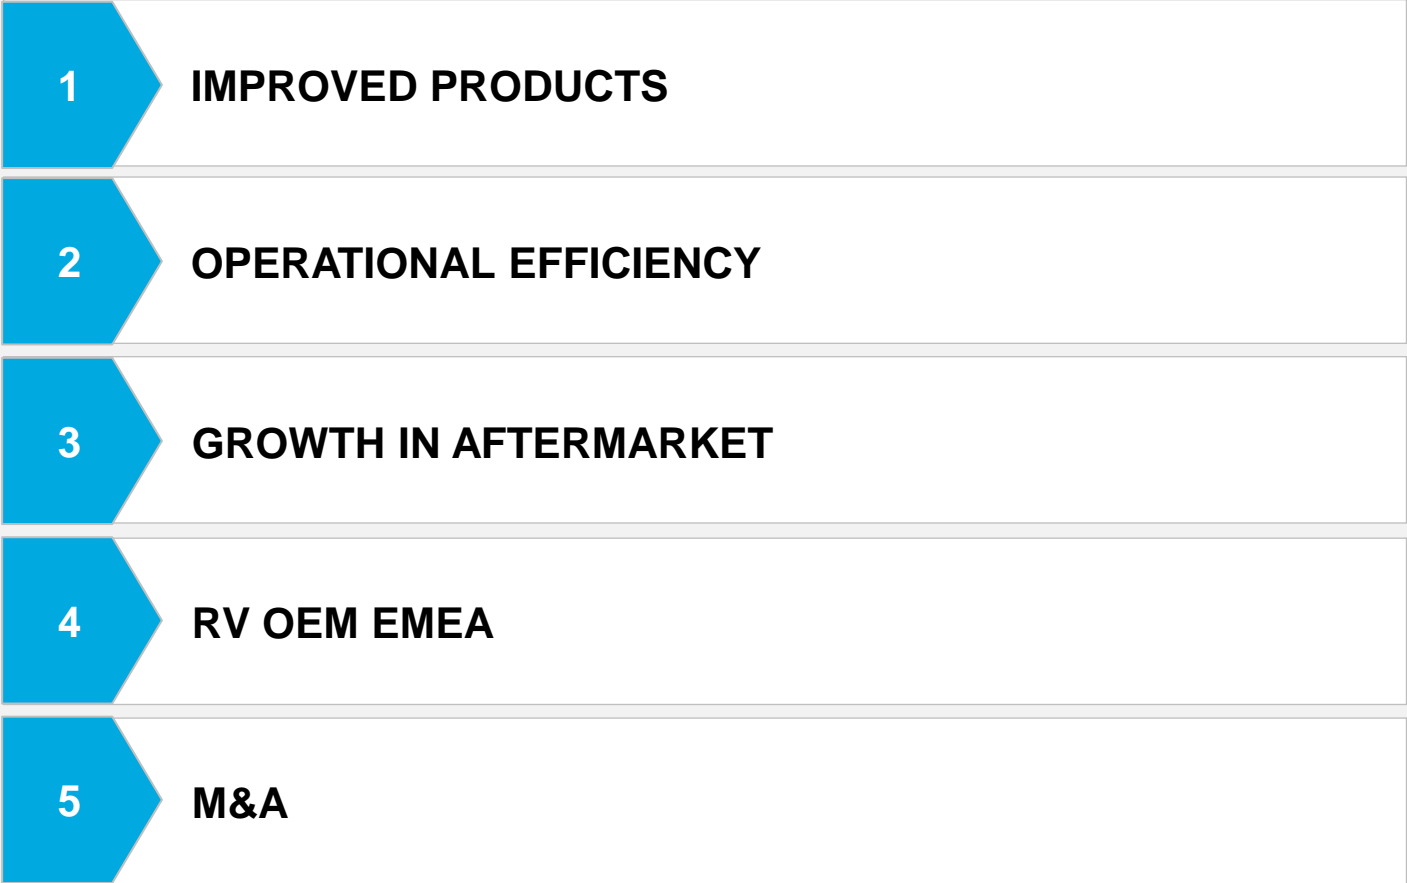 1
IMPROVED PRODUCTS
2
OPERATIONAL EFFICIENCY
3
GROWTH IN AFTERMARKET
4
RV OEM EMEA
5
M&A